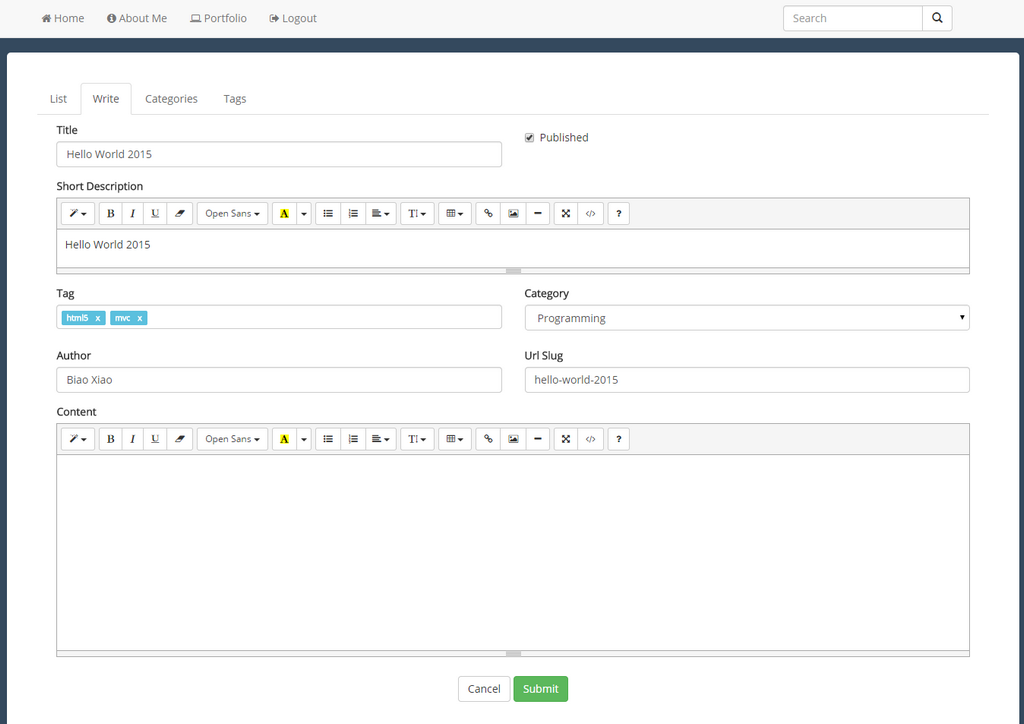 Home About Me Portfolio Logout Search
List Write Categories Tags
Title
Published
Hello World 2015
Short Description
B I U Open Sans A TI </> ?
Hello World 2015
Tag Category
html5 x mvc x Programming
Author Url Slug
Biao Xiao hello-world-2015
Content
B I U Open Sans A TI </> ?
Cancel Submit